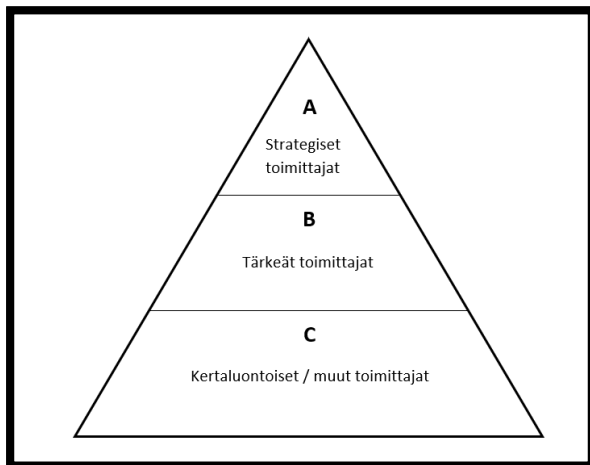 A
Strategiset
toimittajat
B
Tärkeät toimittajat
C
Kertaluontoiset / muut toimittajat